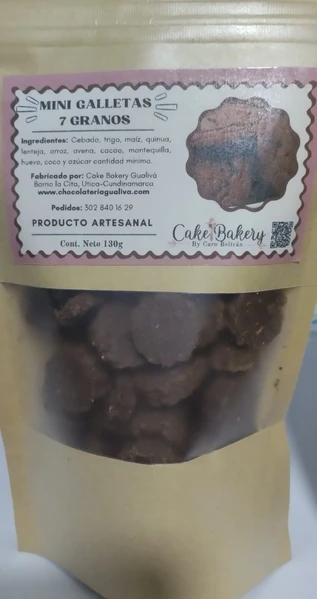 MINI GALLETAS
7 GRANOS
Ingredientes: Cebada, trigo, maíz, quinua,
lenteja, arroz, avena, cacao, mantequilla,
huevo, coco y azúcar cantidad mínima.
Fabricado por: Cake Bakery Gualivá
Barrio la Cita, Utica-Cundinamarca
www.chocolateriagualiva.com
Pedidos: 302 840 16 29
PRODUCTO ARTESANAL
Cont. Neto 130g
Cake Bakery
By Caro Beltrán